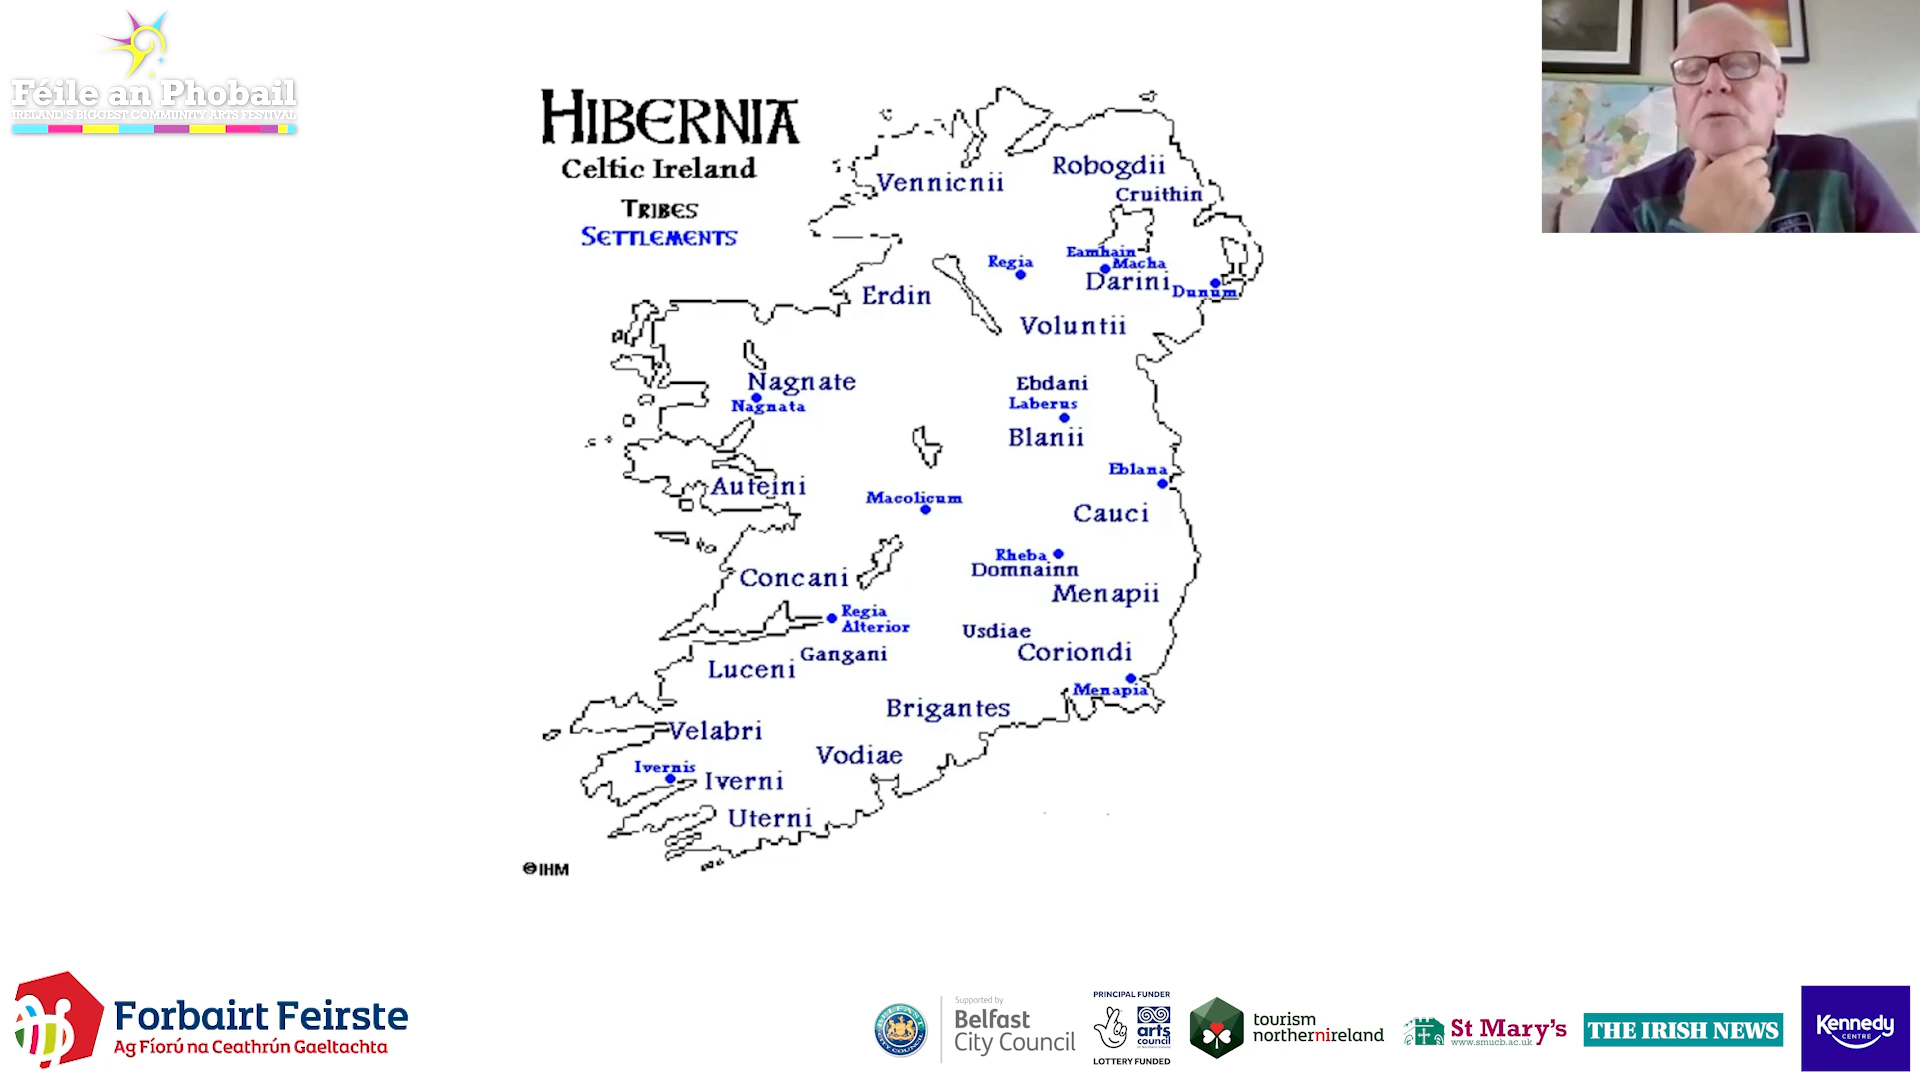 Féile an Phobail
IRELAND'S BIGGEST COMMUNITY ARTS FESTIVAL
HIBERNIA
Celtic Ireland
TRIBES
SETTLEMENTS
Vennicnii
Robogdii
Cruithin
Regia
Eamhain
Macha
Darini
Dunum
Erdin
Voluntii
Nagnate
Nagnata
Ebdani
Laberus
Blanii
Eblana
Auteini
Macolicum
Cauci
Rheba
Domnainn
Concani
Menapii
Regia
Alterior
Usdiae
Gangani
Coriondi
Luceni
Menapia
Brigantes
Velabri
Vodiae
Ivernis
Iverni
Uterni
©IHM
Forbairt Feirste
Ag Fíorú na Ceathrún Gaeltachta
BELFAST
CITY COUNCIL
Supported by
Belfast
City Council
PRINCIPAL FUNDER
arts
council
LOTTERY FUNDED
tourism
northernireland
St Mary's
www.smucb.ac.uk
THE IRISH NEWS
Kennedy
CENTRE